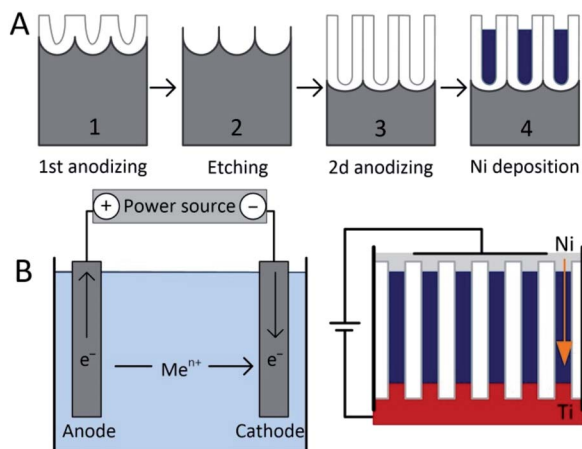 A
1
2
3
4
1st anodizing
Etching
2d anodizing
Ni deposition
B
+ Power source −
e⁻
Meⁿ⁺
e⁻
Anode
Cathode
Ni
Ti